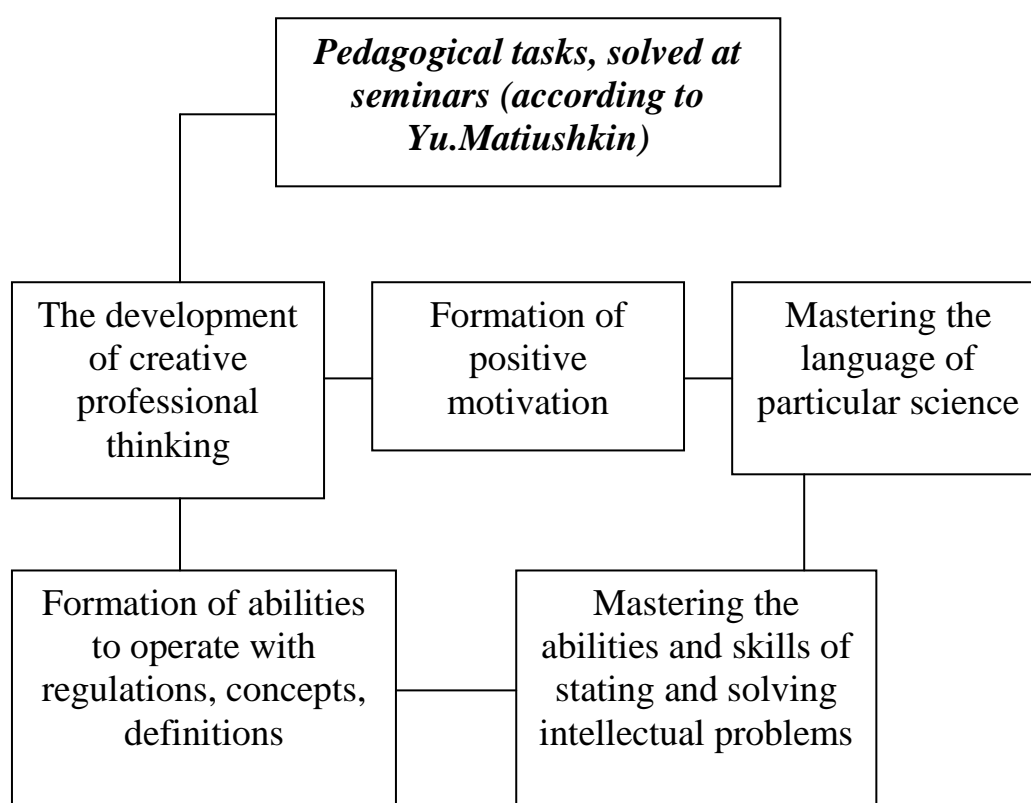 Pedagogical tasks, solved at
seminars (according to
Yu.Matiushkin)
The development
of creative
professional
thinking
Formation of
positive
motivation
Mastering the
language of
particular science
Formation of abilities
to operate with
regulations, concepts,
definitions
Mastering the
abilities and skills of
stating and solving
intellectual problems